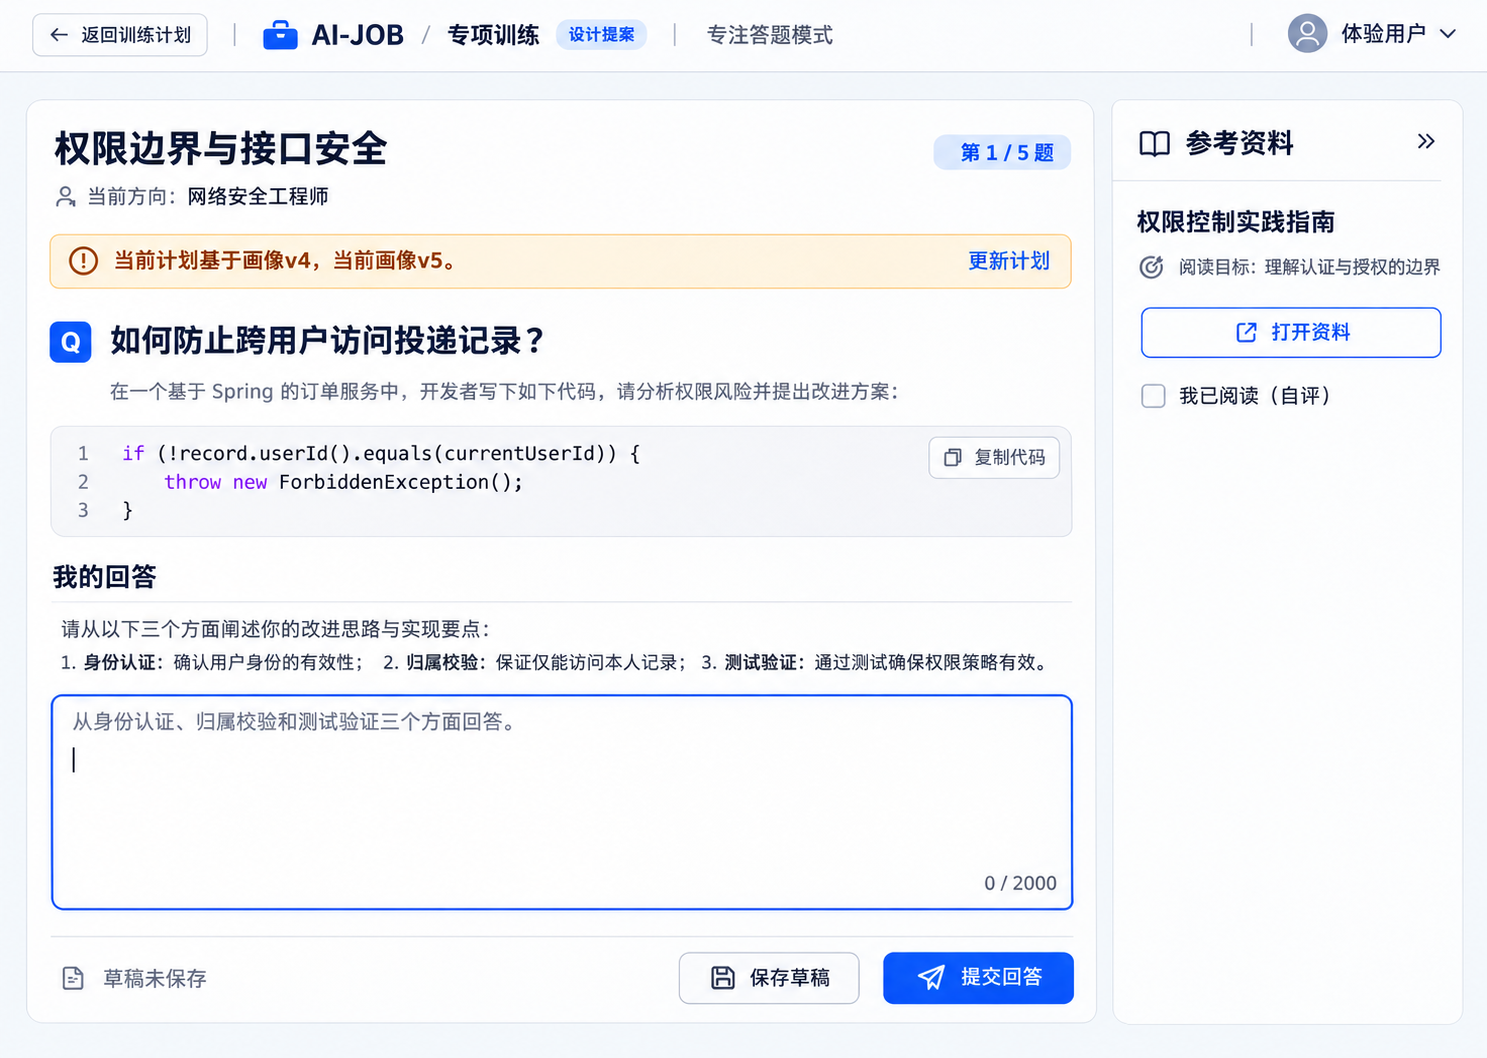 返回训练计划
AI-JOB / 专项训练 设计提案 专注答题模式
体验用户
权限边界与接口安全
第 1 / 5 题
当前方向：网络安全工程师
当前计划基于画像v4，当前画像v5。
更新计划
Q 如何防止跨用户访问投递记录？
在一个基于 Spring 的订单服务中，开发者写下如下代码，请分析权限风险并提出改进方案：
1 if (!record.userId().equals(currentUserId)) {
2     throw new ForbiddenException();
3 }
复制代码
我的回答
请从以下三个方面阐述你的改进思路与实现要点：
1. 身份认证：确认用户身份的有效性； 2. 归属校验：保证仅能访问本人记录； 3. 测试验证：通过测试确保权限策略有效。
从身份认证、归属校验和测试验证三个方面回答。
0 / 2000
草稿未保存
保存草稿
提交回答
参考资料
权限控制实践指南
阅读目标：理解认证与授权的边界
打开资料
我已阅读（自评）